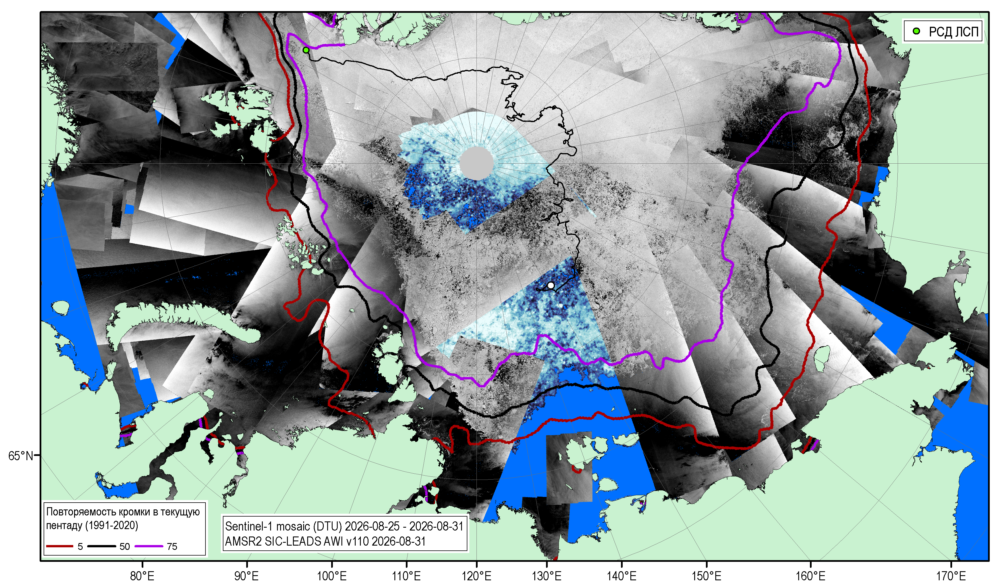 РСД ЛСП
65°N
Повторяемость кромки в текущую
пентаду (1991-2020)
5 50 75
Sentinel-1 mosaic (DTU) 2026-08-25 - 2026-08-31
AMSR2 SIC-LEADS AWI v110 2026-08-31
80°E 90°E 100°E 110°E 120°E 130°E 140°E 150°E 160°E 170°E